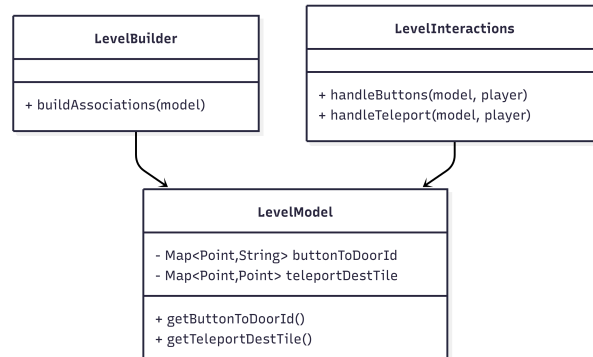 LevelBuilder
+ buildAssociations(model)
LevelInteractions
+ handleButtons(model, player)
+ handleTeleport(model, player)
LevelModel
- Map<Point,String> buttonToDoorId
- Map<Point,Point> teleportDestTile
+ getButtonToDoorId()
+ getTeleportDestTile()